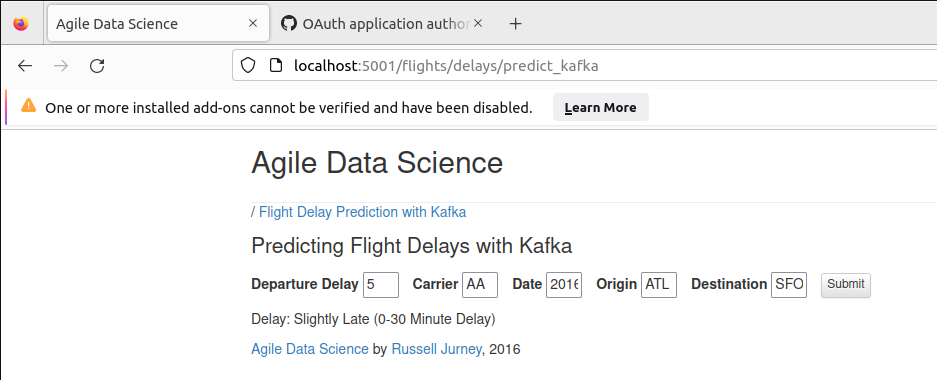 Agile Data Science
OAuth application author
localhost:5001/flights/delays/predict_kafka
One or more installed add-ons cannot be verified and have been disabled. Learn More
Agile Data Science
/ Flight Delay Prediction with Kafka
Predicting Flight Delays with Kafka
Departure Delay 5 Carrier AA Date 2016 Origin ATL Destination SFO Submit
Delay: Slightly Late (0-30 Minute Delay)
Agile Data Science by Russell Jurney, 2016